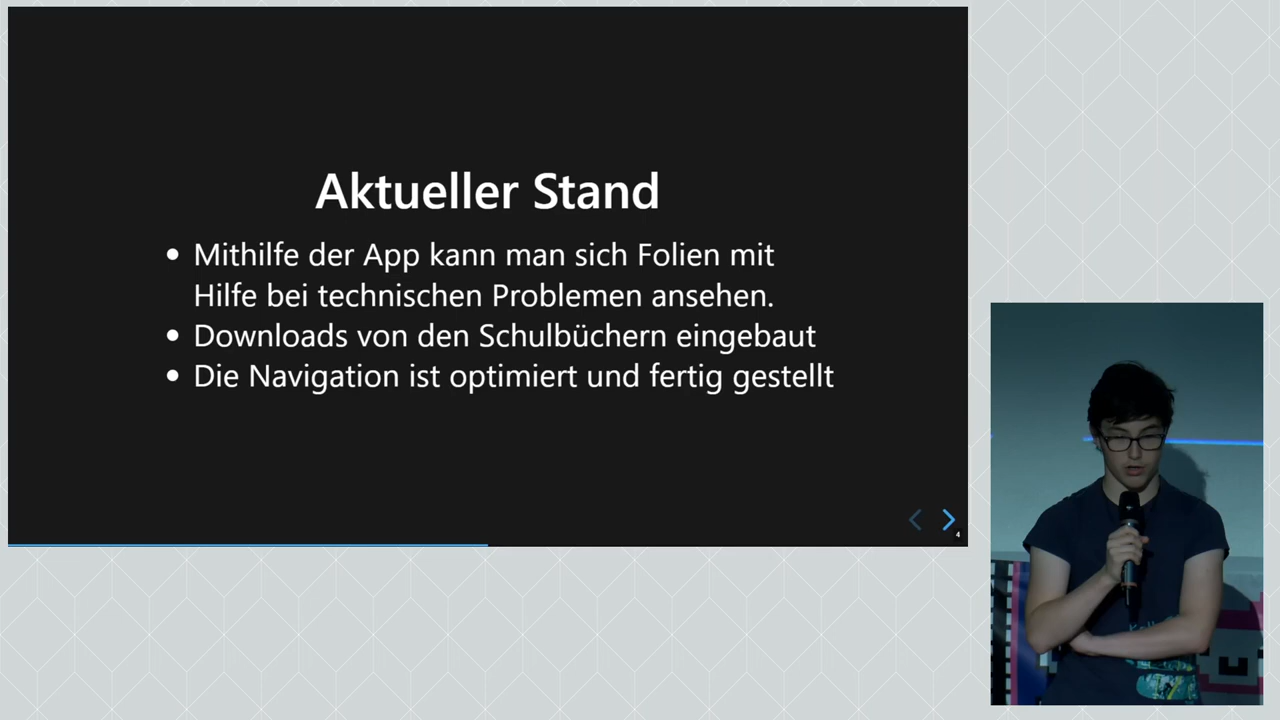 Aktueller Stand
Mithilfe der App kann man sich Folien mit
Hilfe bei technischen Problemen ansehen.
Downloads von den Schulbüchern eingebaut
Die Navigation ist optimiert und fertig gestellt
4